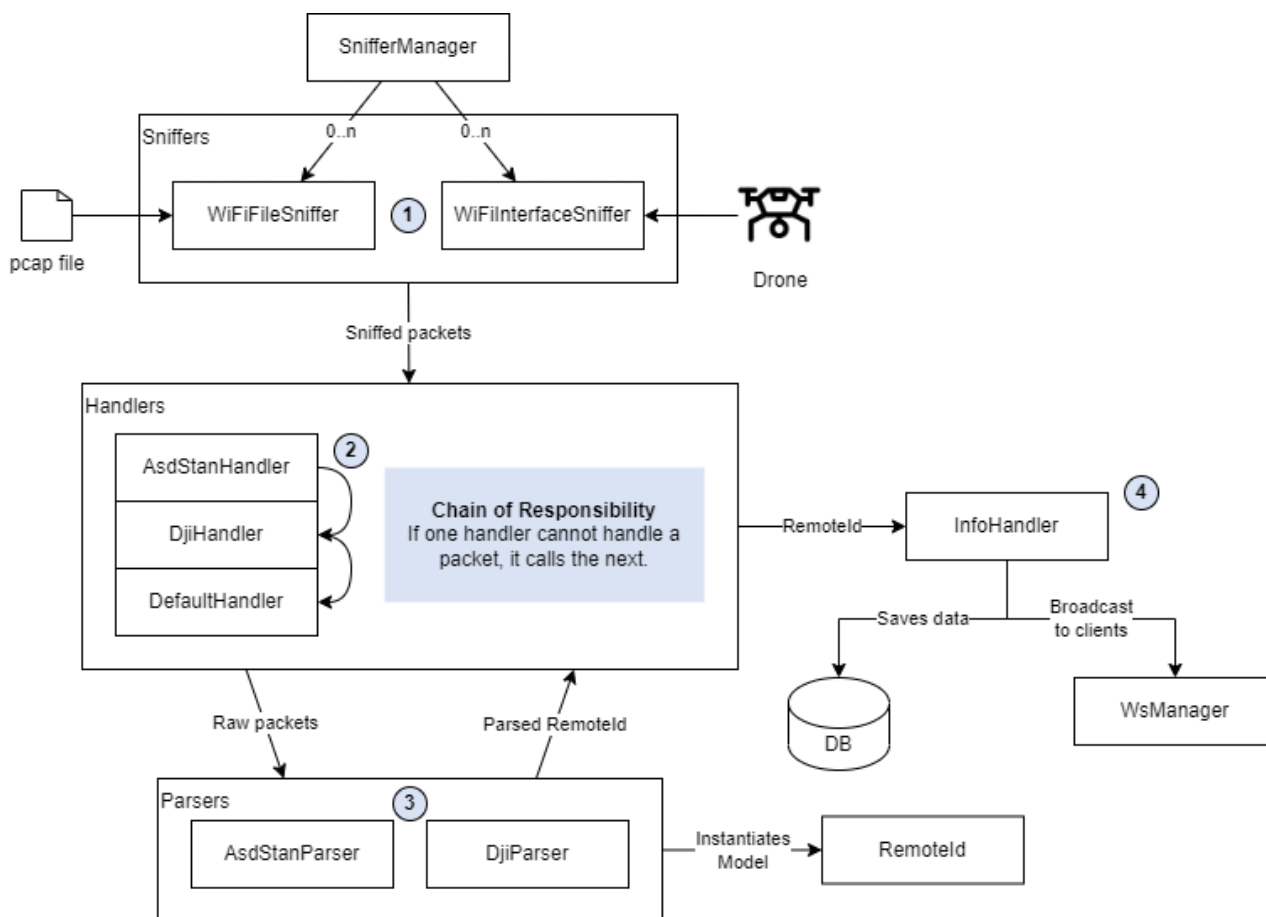 SnifferManager
0..n
0..n
Sniffers
WiFiFileSniffer
1
WiFiInterfaceSniffer
pcap file
Drone
Sniffed packets
Handlers
AsdStanHandler
2
DjiHandler
DefaultHandler
Chain of Responsibility
If one handler cannot handle a
packet, it calls the next.
RemoteId
InfoHandler
4
Saves data
Broadcast
to clients
DB
WsManager
Raw packets
Parsed RemoteId
Parsers
3
AsdStanParser
DjiParser
Instantiates
Model
RemoteId